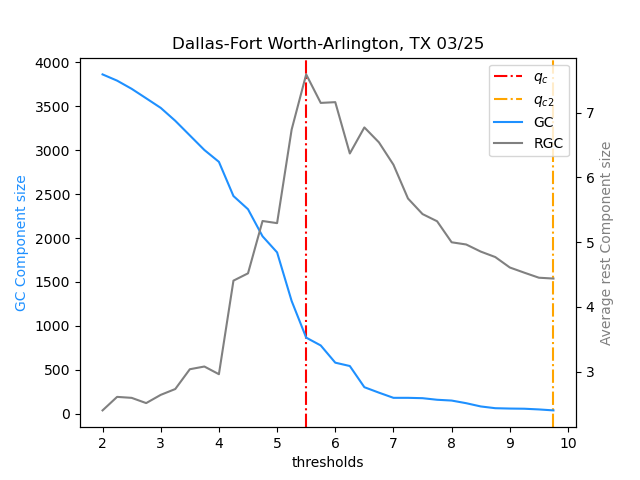 Dallas-Fort Worth-Arlington, TX 03/25
4000
3500
3000
2500
2000
1500
1000
500
0
GC Component size
2 3 4 5 6 7 8 9 10
thresholds
7
6
5
4
3
Average rest Component size
q_c
q_c2
GC
RGC